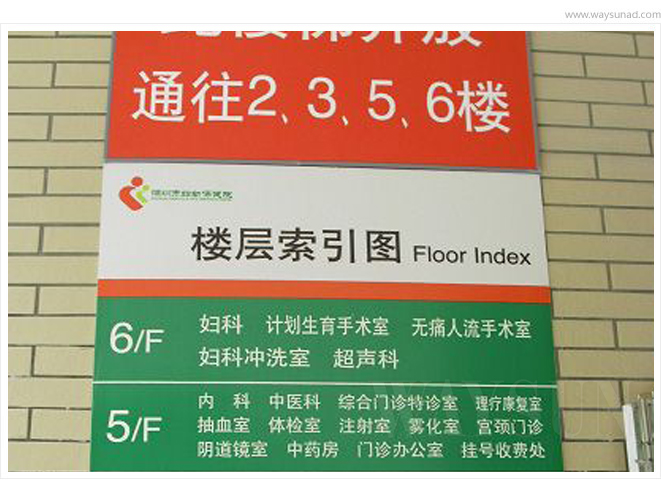 www.waysunad.com
通往2、3、5、6楼
楼层索引图 Floor Index
6/F
妇科 计划生育手术室 无痛人流手术室
妇科冲洗室 超声科
5/F
内 科 中医科 综合门诊特诊室 理疗康复室
抽血室 体检室 注射室 雾化室 宫颈门诊
阴道镜室 中药房 门诊办公室 挂号收费处